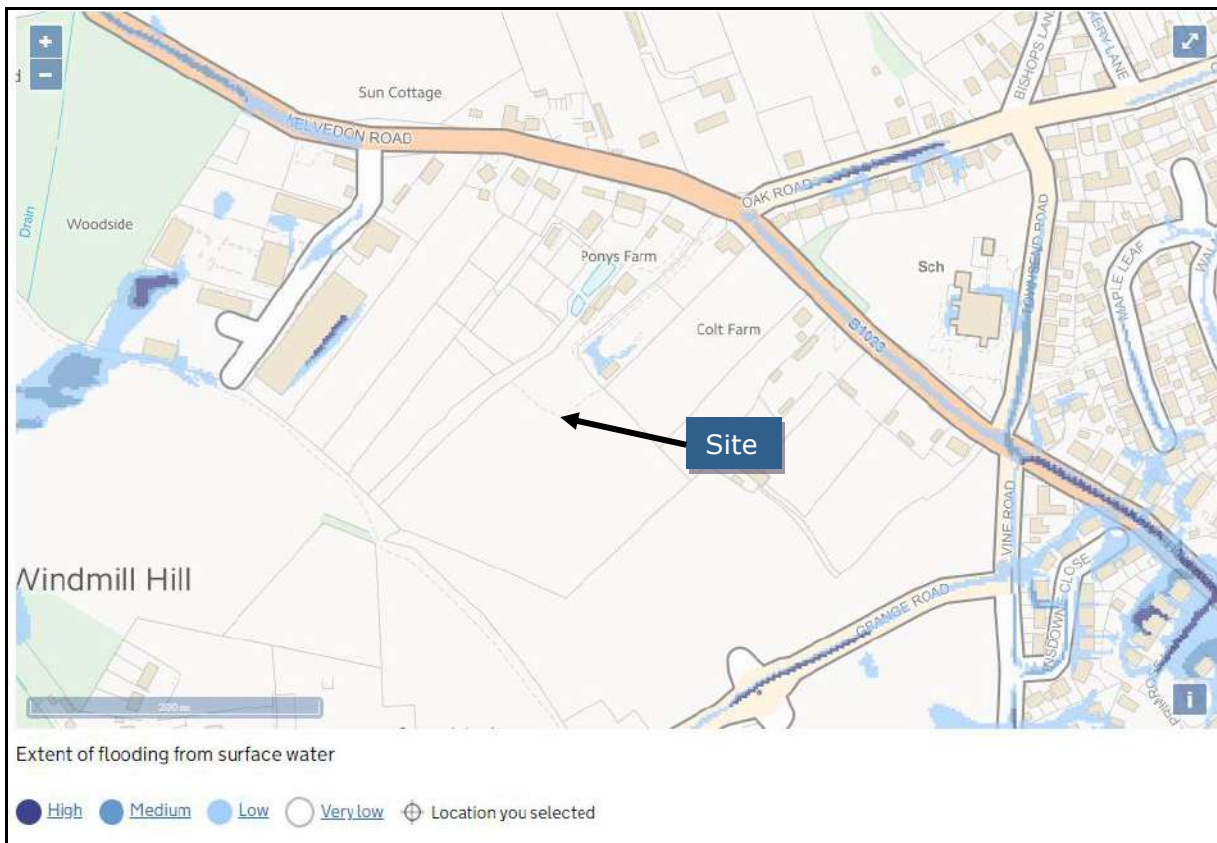 Sun Cottage
KELVEDON ROAD
BISHOPS LANE
OAK ROAD
Drain
Woodside
Ponys Farm
Sch
TOWNSEND ROAD
MAPLE LEAF
Colt Farm
B1023
Site
VINE ROAD
GRANGE ROAD
Windmill Hill
200 m
i
Extent of flooding from surface water
High Medium Low Very low Location you selected